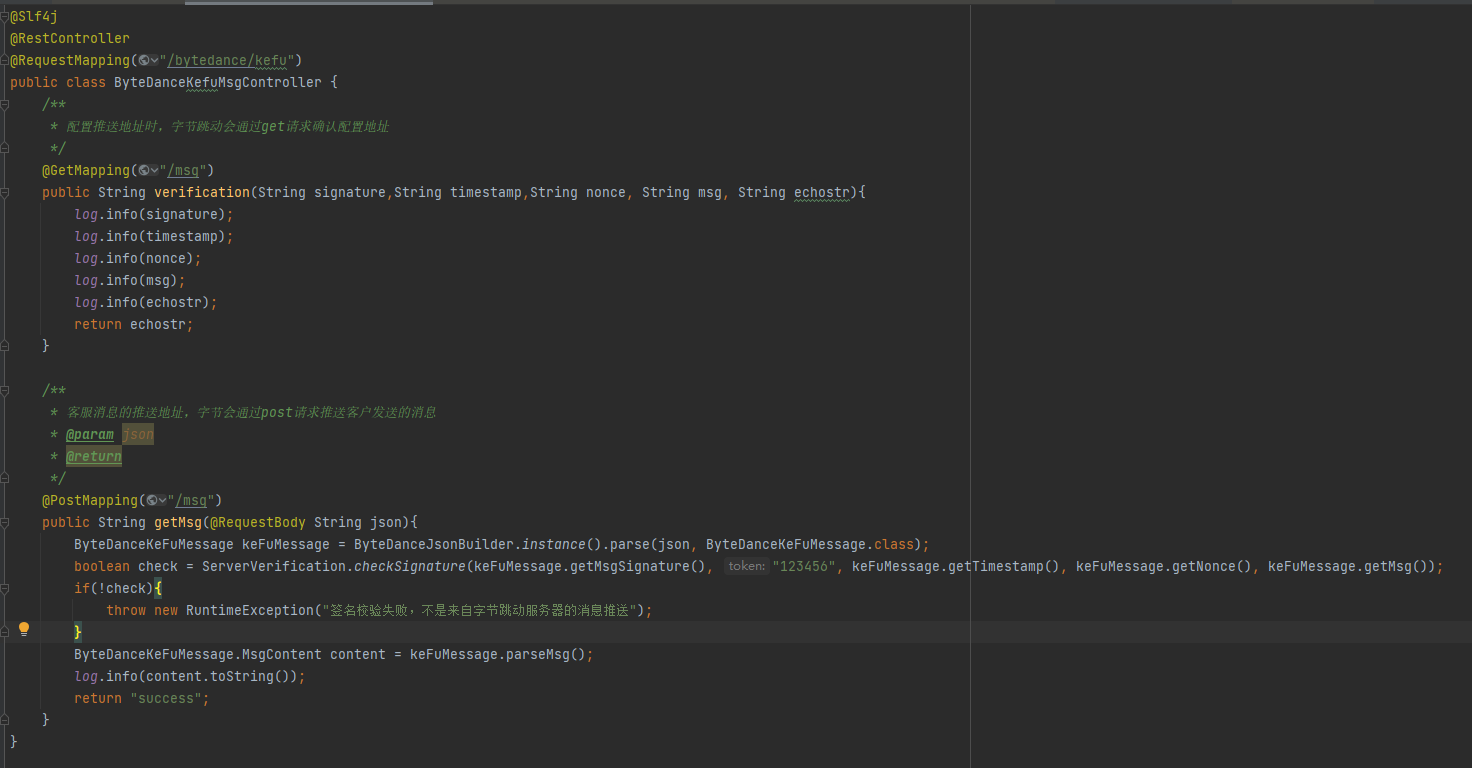 @Slf4j
@RestController
@RequestMapping("/bytedance/kefu")
public class ByteDanceKefuMsgController {
/**
* 配置推送地址时，字节跳动会通过get请求确认配置地址
*/
@GetMapping("/msg")
public String verification(String signature,String timestamp,String nonce, String msg, String echostr){
log.info(signature);
log.info(timestamp);
log.info(nonce);
log.info(msg);
log.info(echostr);
return echostr;
}
/**
* 客服消息的推送地址，字节会通过post请求推送客户发送的消息
* @param json
* @return
*/
@PostMapping("/msg")
public String getMsg(@RequestBody String json){
ByteDanceKeFuMessage keFuMessage = ByteDanceJsonBuilder.instance().parse(json, ByteDanceKeFuMessage.class);
boolean check = ServerVerification.checkSignature(keFuMessage.getMsgSignature(), token: "123456", keFuMessage.getTimestamp(), keFuMessage.getNonce(), keFuMessage.getMsg());
if(!check){
throw new RuntimeException("签名校验失败，不是来自字节跳动服务器的消息推送");
}
ByteDanceKeFuMessage.MsgContent content = keFuMessage.parseMsg();
log.info(content.toString());
return "success";
}
}